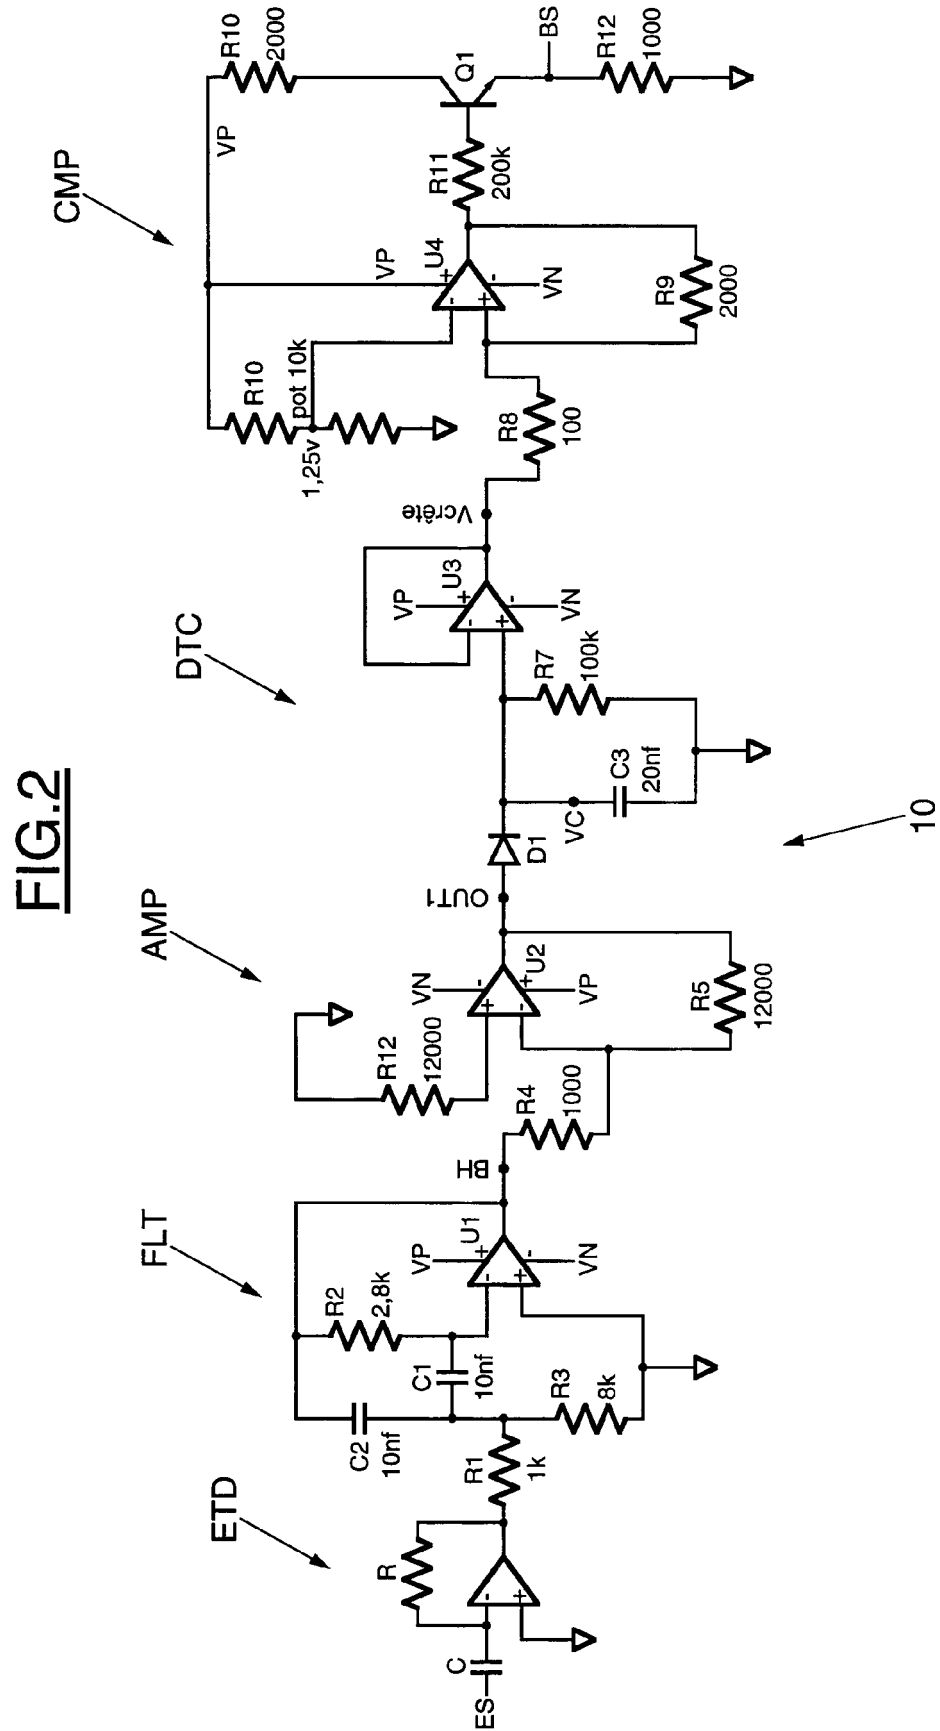 FIG.2
ETD
FLT
AMP
DTC
CMP
ES
C
R
-
+
R1
1k
C2
10nf
C1
10nf
R2
2,8k
R3
8k
VP
U1
-
+
+
-
VN
BH
R4
1000
R12
12000
VN
U2
+
-
-
+
VP
R5
12000
OUT1
D1
VC
C3
20nf
R7
100k
VP
U3
-
+
+
-
VN
Vcrête
R8
100
R10
pot 10k
1,25v
VP
VP
U4
-
+
+
-
VN
R9
2000
R11
200k
R10
2000
Q1
BS
R12
1000
10